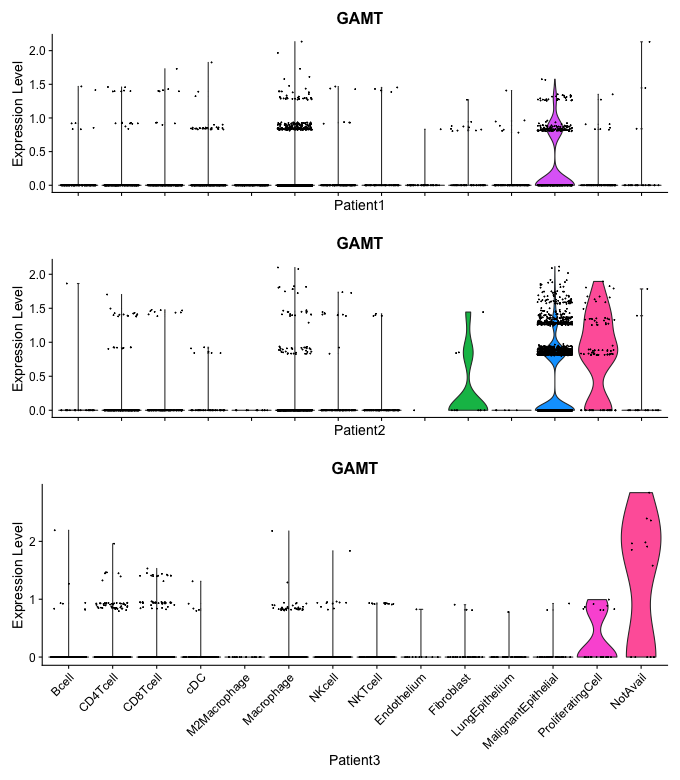 GAMT
Expression Level
2.0
1.5
1.0
0.5
0.0
Patient1
GAMT
Expression Level
2.0
1.5
1.0
0.5
0.0
Patient2
GAMT
Expression Level
2
1
0
Bcell
CD4Tcell
CD8Tcell
cDC
M2Macrophage
Macrophage
NKcell
NKTcell
Endothelium
Fibroblast
LungEpithelium
MalignantEpithelial
ProliferatingCell
NotAvail
Patient3